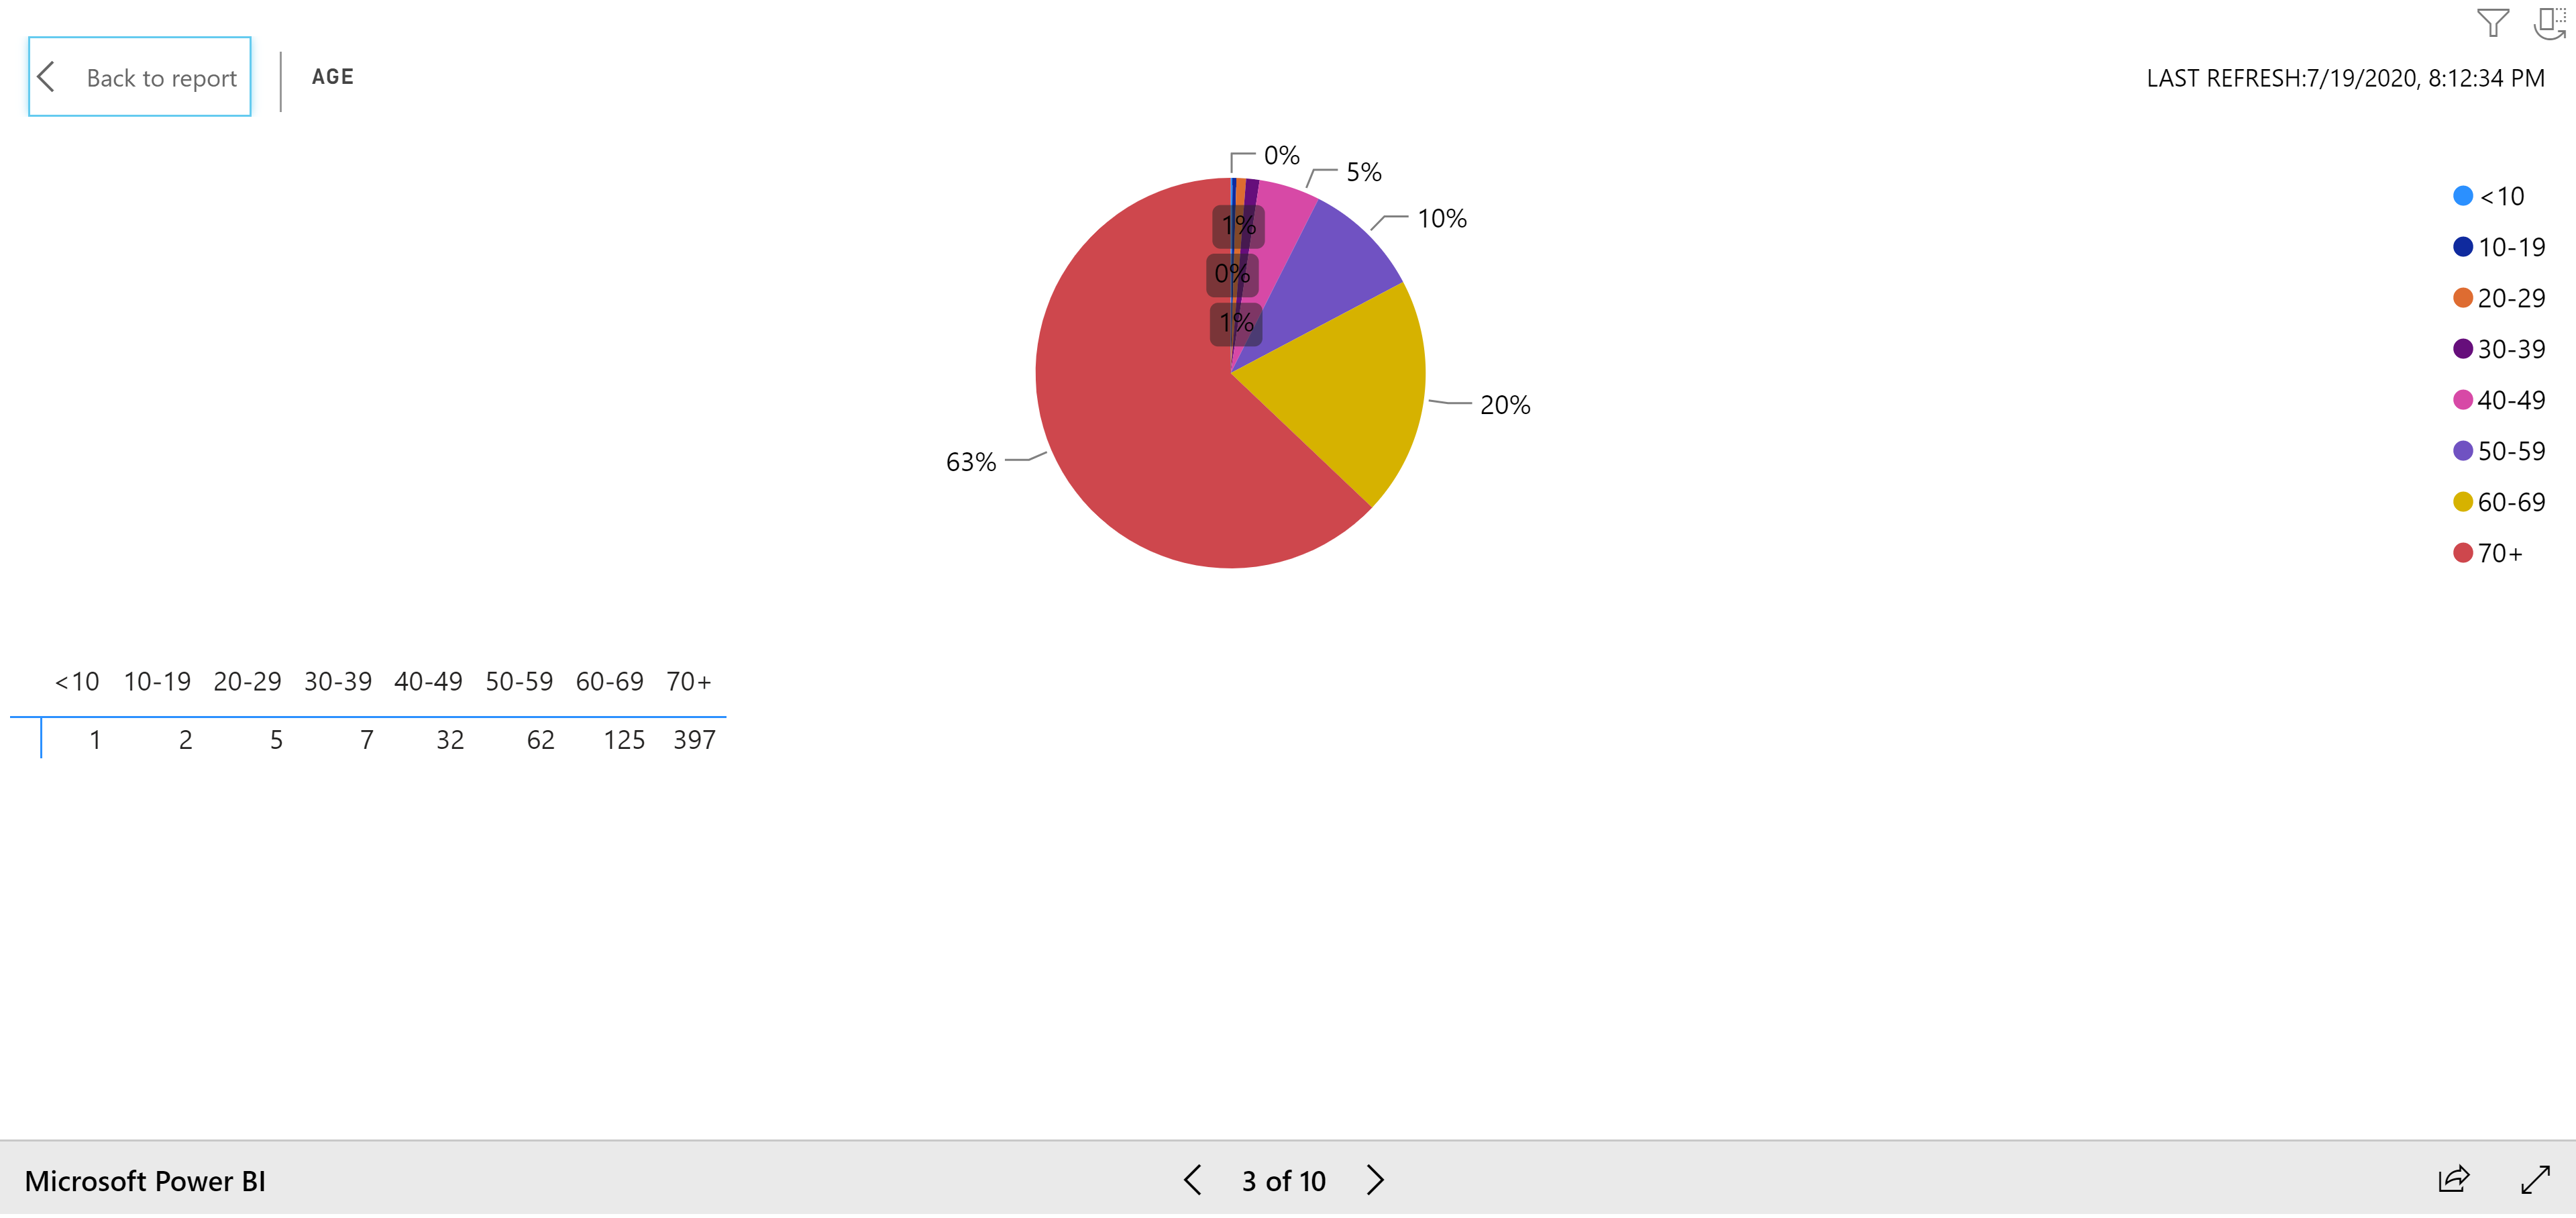 Back to report
AGE
LAST REFRESH:7/19/2020, 8:12:34 PM
0%
5%
10%
1%
0%
1%
20%
63%
<10
10-19
20-29
30-39
40-49
50-59
60-69
70+
<10 10-19 20-29 30-39 40-49 50-59 60-69 70+
1 2 5 7 32 62 125 397
Microsoft Power BI
3 of 10